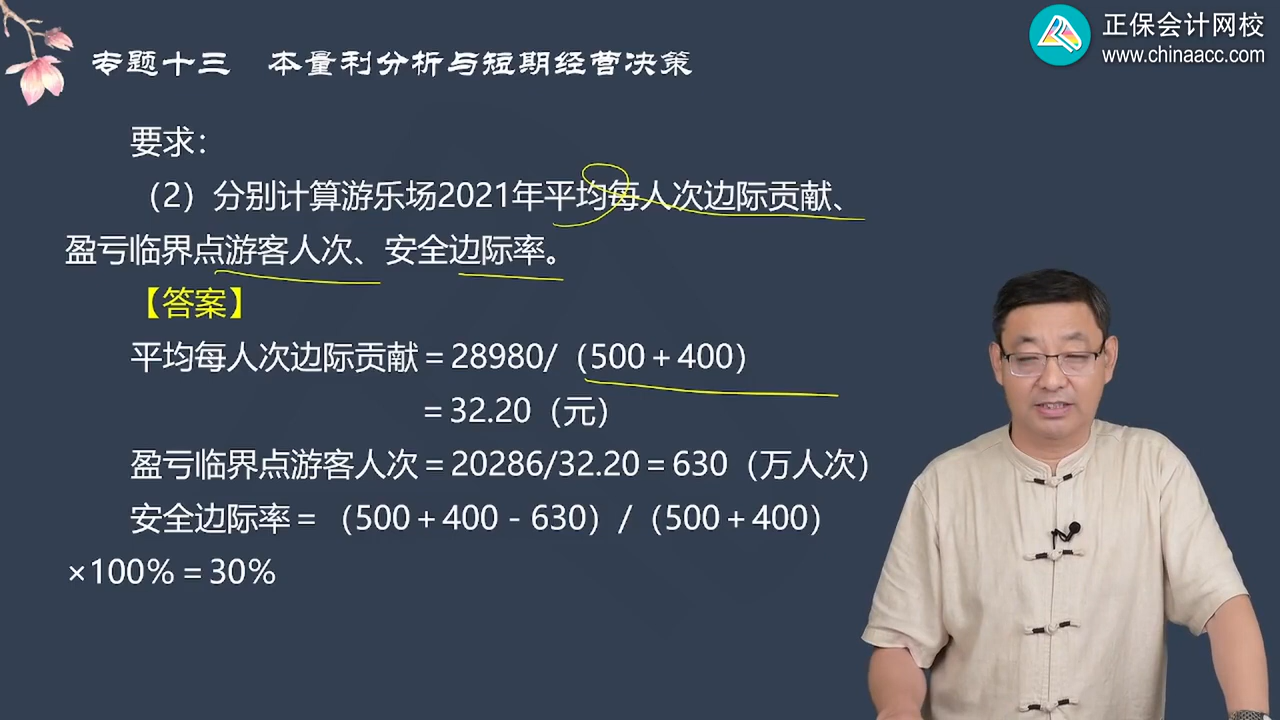 正保会计网校
www.chinaacc.com
专题十三 本量利分析与短期经营决策
要求：
（2）分别计算游乐场2021年平均每人次边际贡献、
盈亏临界点游客人次、安全边际率。
【答案】
平均每人次边际贡献＝28980/（500＋400）
＝32.20（元）
盈亏临界点游客人次＝20286/32.20＝630（万人次）
安全边际率＝（500＋400－630）/（500＋400）
×100%＝30%